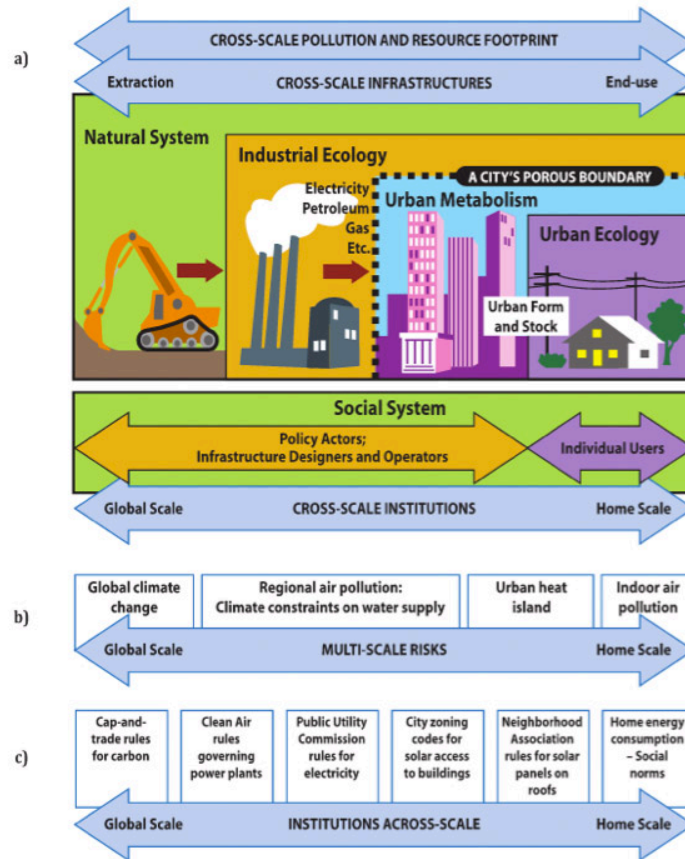 CROSS-SCALE POLLUTION AND RESOURCE FOOTPRINT
a)
Extraction
CROSS-SCALE INFRASTRUCTURES
End-use
Natural System
Industrial Ecology
A CITY'S POROUS BOUNDARY
Electricity
Petroleum
Gas
Etc.
Urban Metabolism
Urban Ecology
Urban Form
and Stock
Social System
Policy Actors;
Infrastructure Designers and Operators
Individual Users
Global Scale
CROSS-SCALE INSTITUTIONS
Home Scale
b)
Global climate
change
Regional air pollution:
Climate constraints on water supply
Urban heat
island
Indoor air
pollution
Global Scale
MULTI-SCALE RISKS
Home Scale
c)
Cap-and-
trade rules
for carbon
Clean Air
rules
governing
power plants
Public Utility
Commission
rules for
electricity
City zoning
codes for
solar access
to buildings
Neighborhood
Association
rules for solar
panels on
roofs
Home energy
consumption
– Social
norms
Global Scale
INSTITUTIONS ACROSS-SCALE
Home Scale